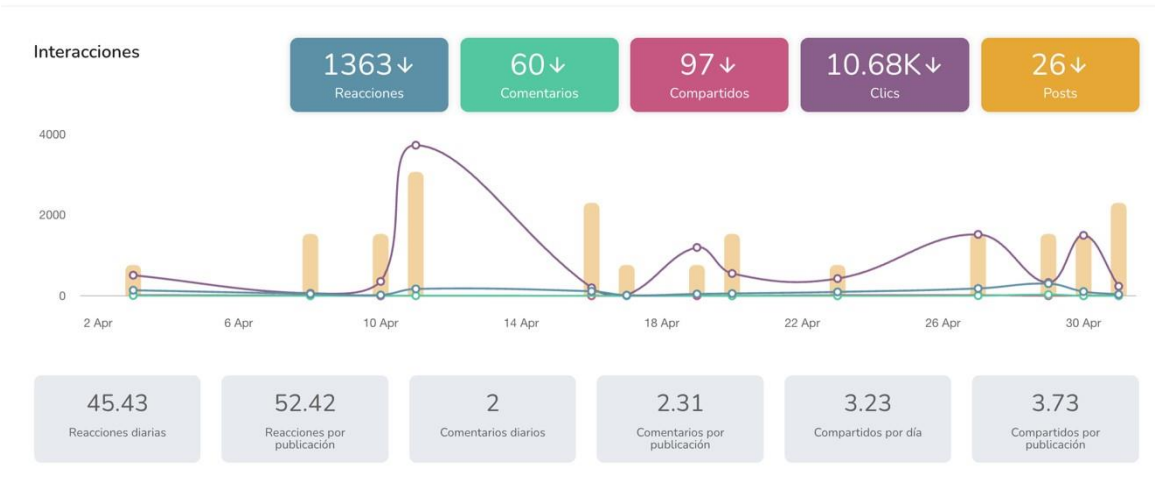 Interacciones
1363↓
Reacciones
60↓
Comentarios
97↓
Compartidos
10.68K↓
Clics
26↓
Posts
4000
2000
0
2 Apr
6 Apr
10 Apr
14 Apr
18 Apr
22 Apr
26 Apr
30 Apr
45.43
Reacciones diarias
52.42
Reacciones por
publicación
2
Comentarios diarios
2.31
Comentarios por
publicación
3.23
Compartidos por día
3.73
Compartidos por
publicación